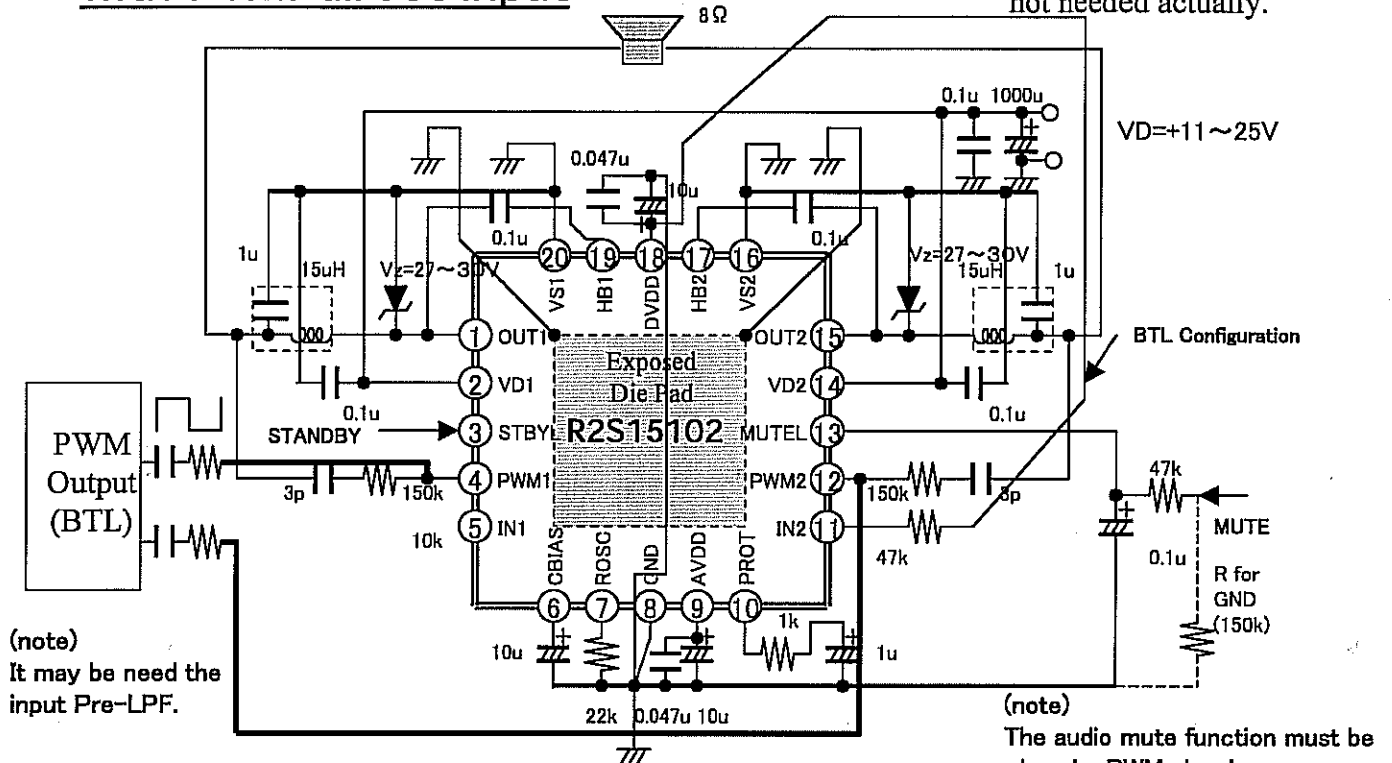 not needed actually.
8Ω
0.1u 1000u
VD=+11～25V
0.047u
10u
0.1u
0.1u
1u
15uH
Vz=27～30V
Vz=27～30V
15uH
1u
20 19 18 17 16
VS1 HB1 DVDD HB2 VS2
1 OUT1
OUT2 15
BTL Configuration
Exposed
Die Pad
R2S15102
2 VD1
VD2 14
0.1u
0.1u
STANDBY
3 STBYL
MUTEL 13
PWM
Output
(BTL)
3p
150k
4 PWM1
PWM2 12
150k
3p
47k
MUTE
10k
5 IN1
IN2 11
47k
0.1u
R for
GND
(150k)
CBIAS ROSC GND AVDD PROT
6 7 8 9 10
1k
10u
1u
22k 0.047u 10u
(note)
It may be need the
input Pre-LPF.
(note)
The audio mute function must be